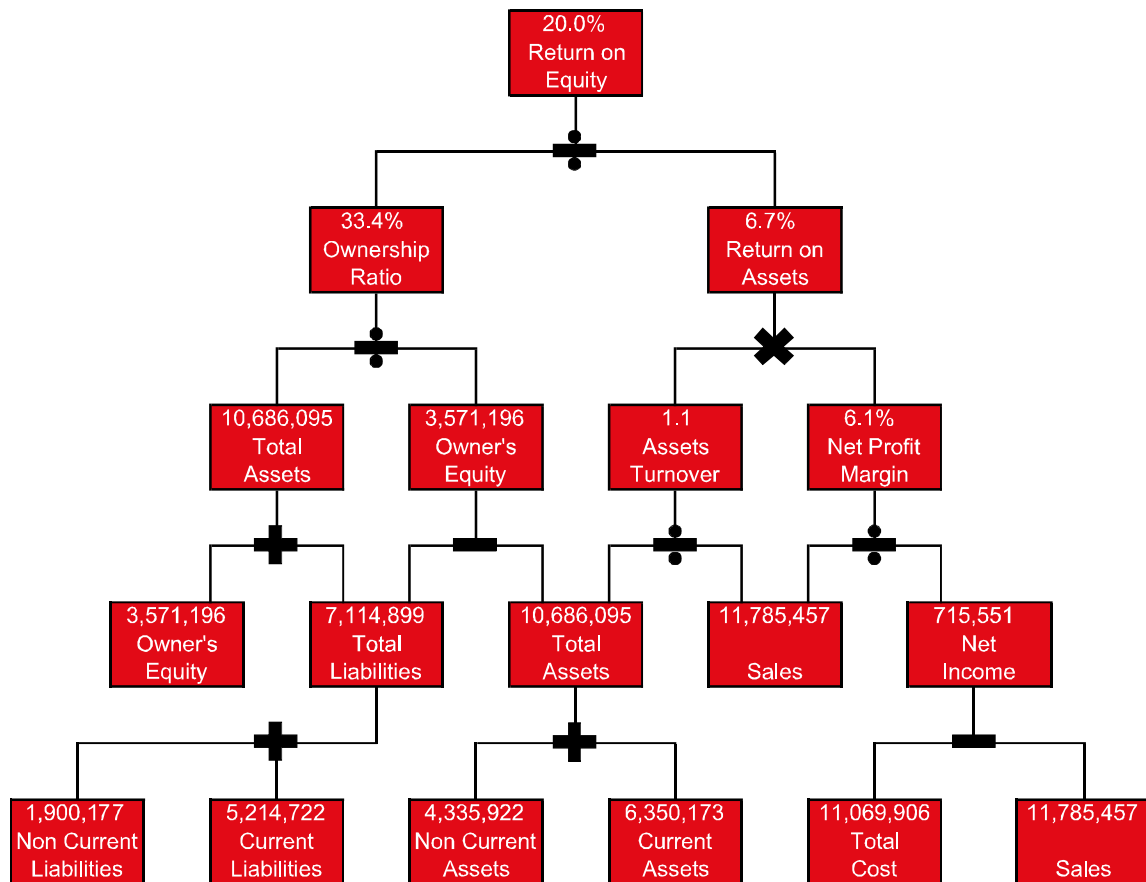 20.0%
Return on
Equity
33.4%
Ownership
Ratio
6.7%
Return on
Assets
10,686,095
Total
Assets
3,571,196
Owner's
Equity
1.1
Assets
Turnover
6.1%
Net Profit
Margin
3,571,196
Owner's
Equity
7,114,899
Total
Liabilities
10,686,095
Total
Assets
11,785,457
Sales
715,551
Net
Income
1,900,177
Non Current
Liabilities
5,214,722
Current
Liabilities
4,335,922
Non Current
Assets
6,350,173
Current
Assets
11,069,906
Total
Cost
11,785,457
Sales